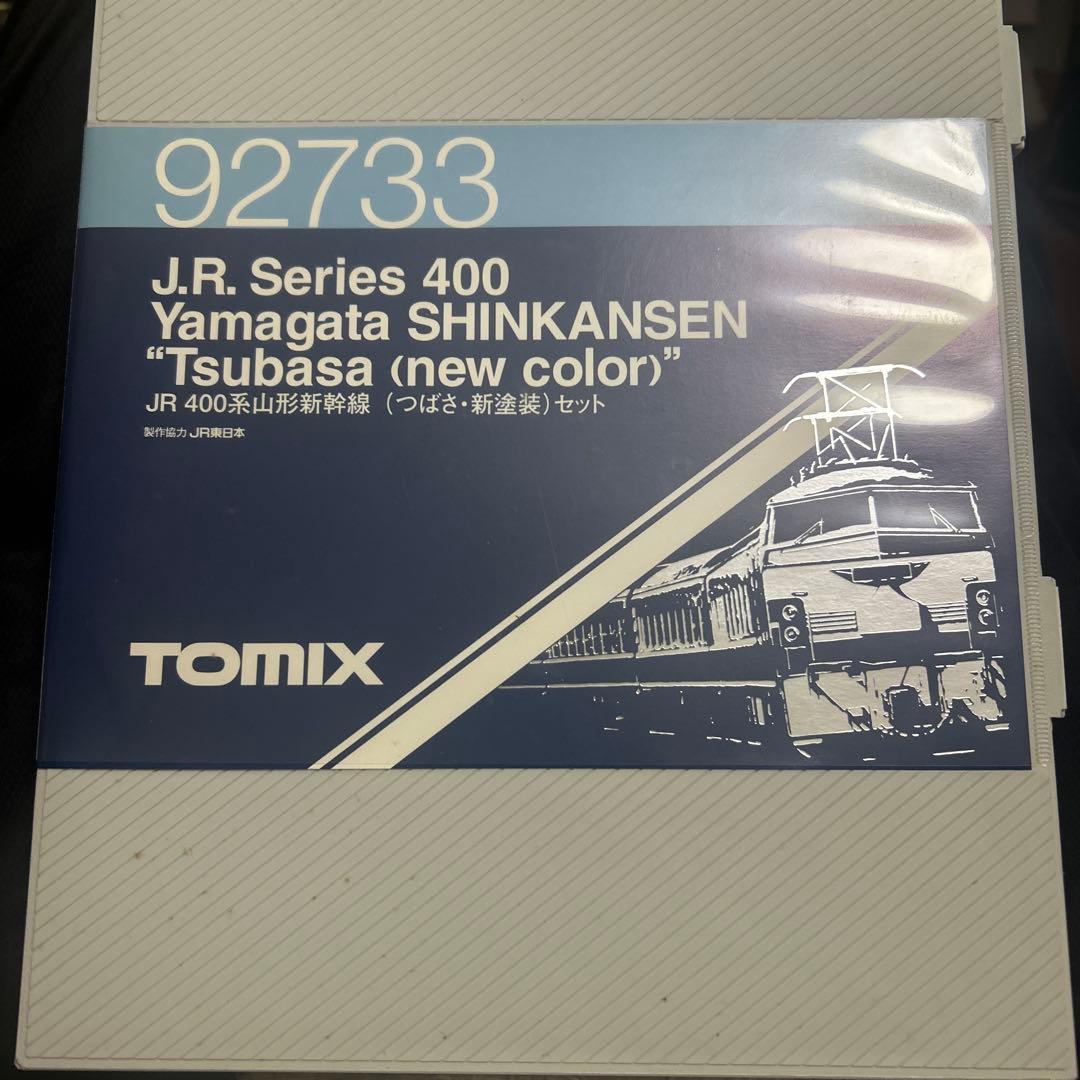 92733
J.R. Series 400
Yamagata SHINKANSEN
“Tsubasa (new color)”
JR 400系山形新幹線 （つばさ・新塗装）セット
製作協力 JR東日本
TOMIX